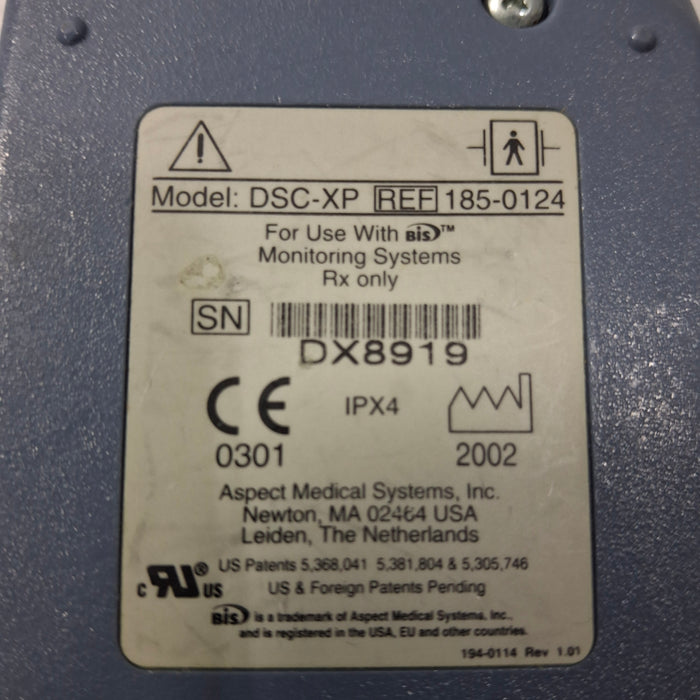 Model: DSC-XP REF 185-0124
For Use With BIS™
Monitoring Systems
Rx only
SN
DX8919
CE IPX4
0301 2002
Aspect Medical Systems, Inc.
Newton, MA 02464 USA
Leiden, The Netherlands
US Patents 5,368,041 5,381,804 & 5,305,746
c RU® US US & Foreign Patents Pending
BIS is a trademark of Aspect Medical Systems, Inc.,
and is registered in the USA, EU and other countries.
194-0114 Rev 1.01